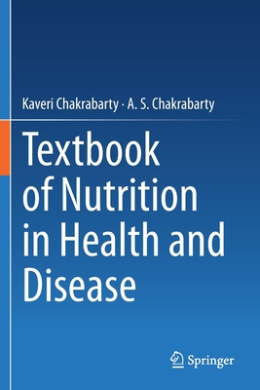 Kaveri Chakrabarty · A. S. Chakrabarty
Textbook
of Nutrition
in Health and
Disease
Springer